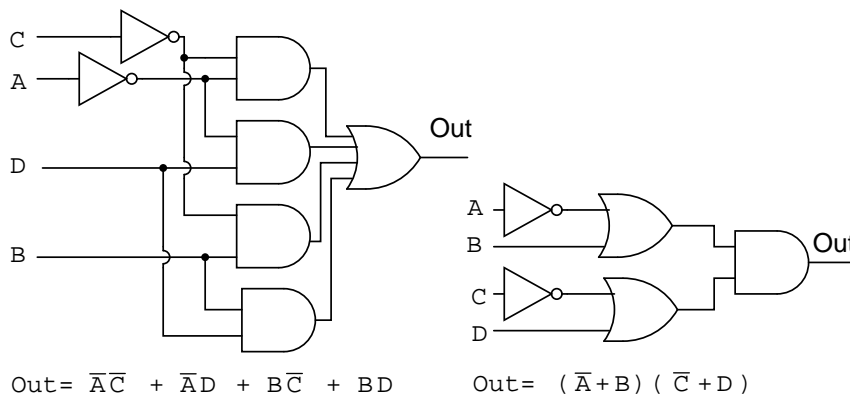 C
A
Out
D
A
B
B
Out
C
D
Out= A̅C̅ + A̅D + BC̅ + BD
Out= (A̅+B)(C̅+D)